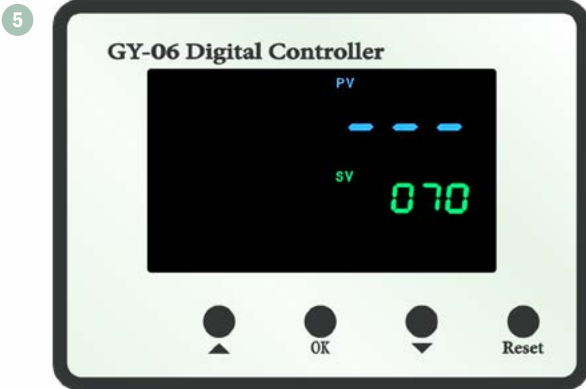 5
GY-06 Digital Controller
PV
- - -
SV
070
OK
Reset